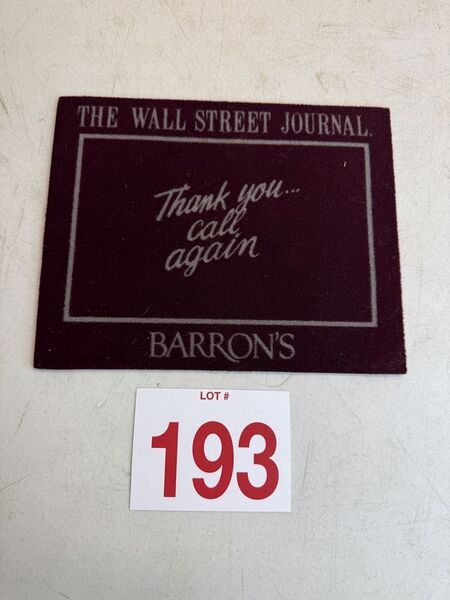 THE WALL STREET JOURNAL.
Thank you...
call
again
BARRON'S
LOT #
193